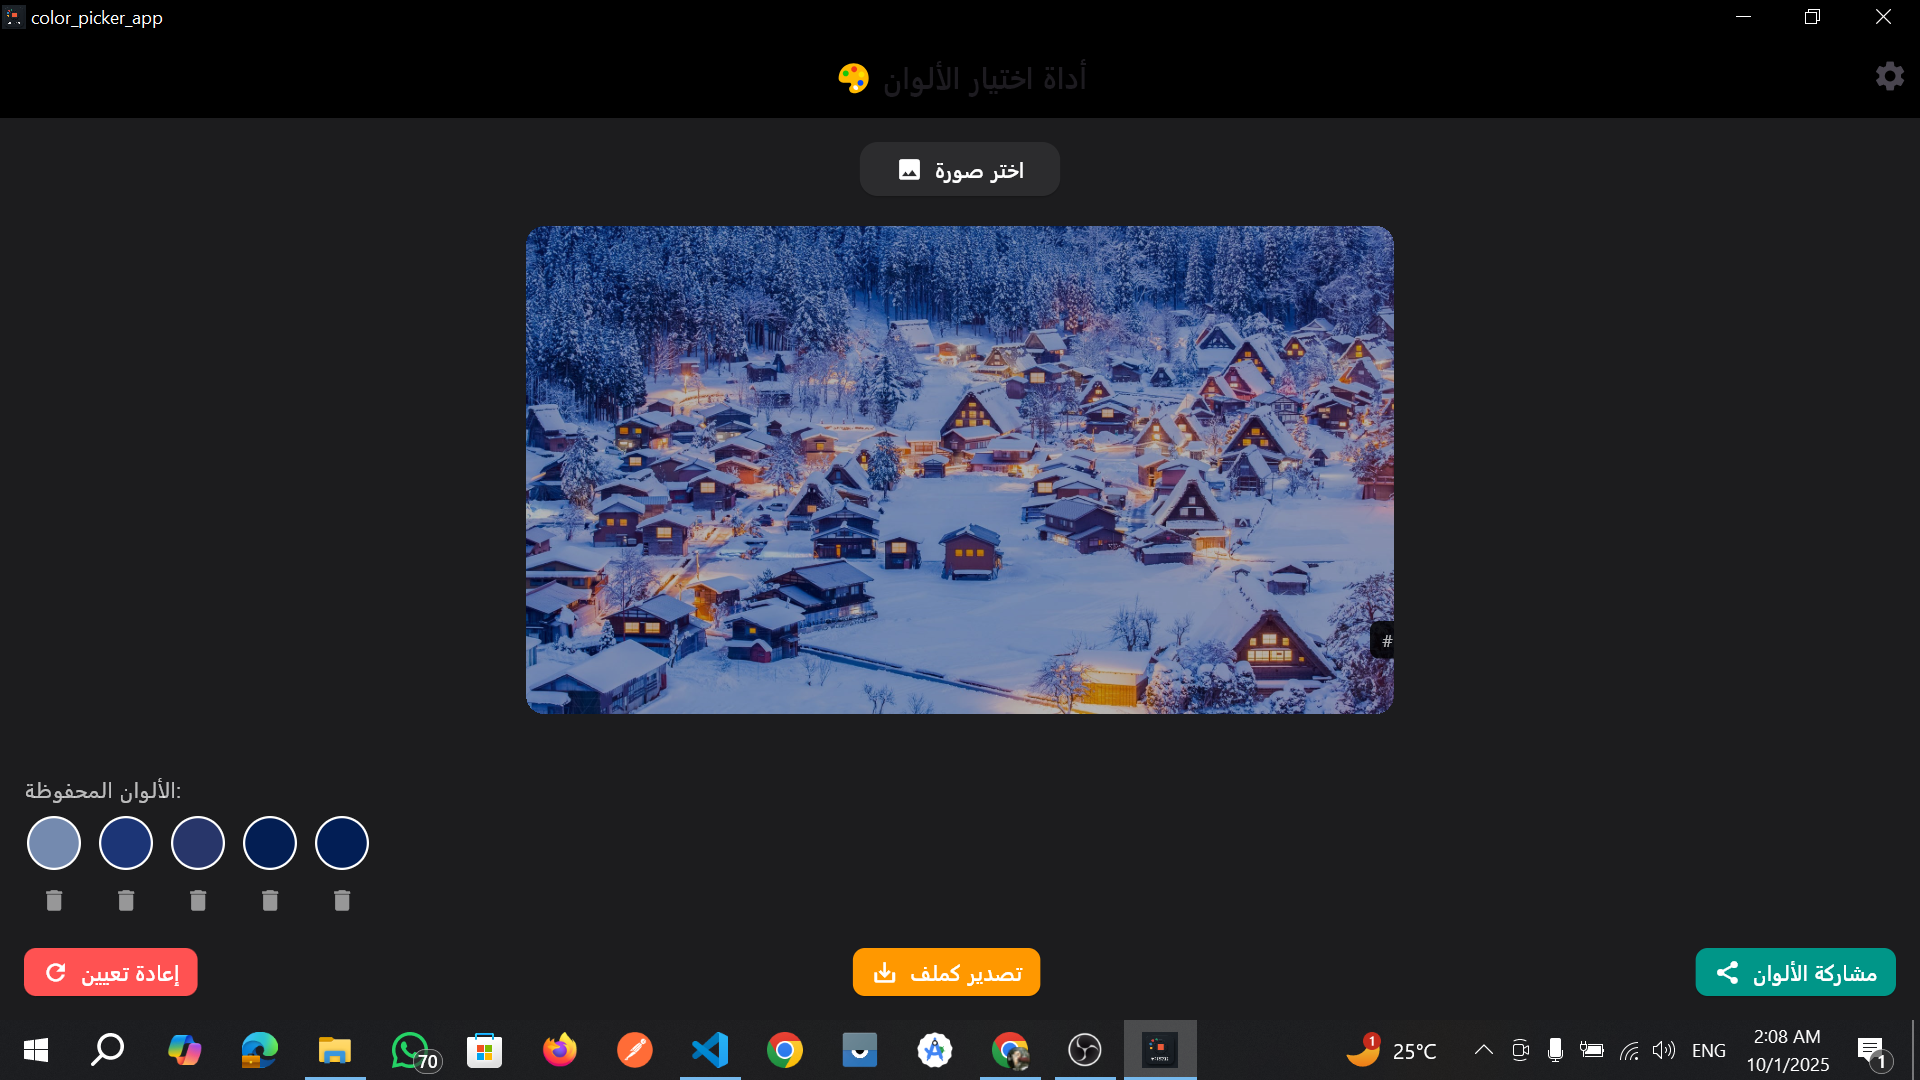 color_picker_app
أداة اختيار الألوان
اختر صورة
#
الألوان المحفوظة:
إعادة تعيين
تصدير كملف
مشاركة الألوان
70
1
25°C
ENG
2:08 AM
10/1/2025
1